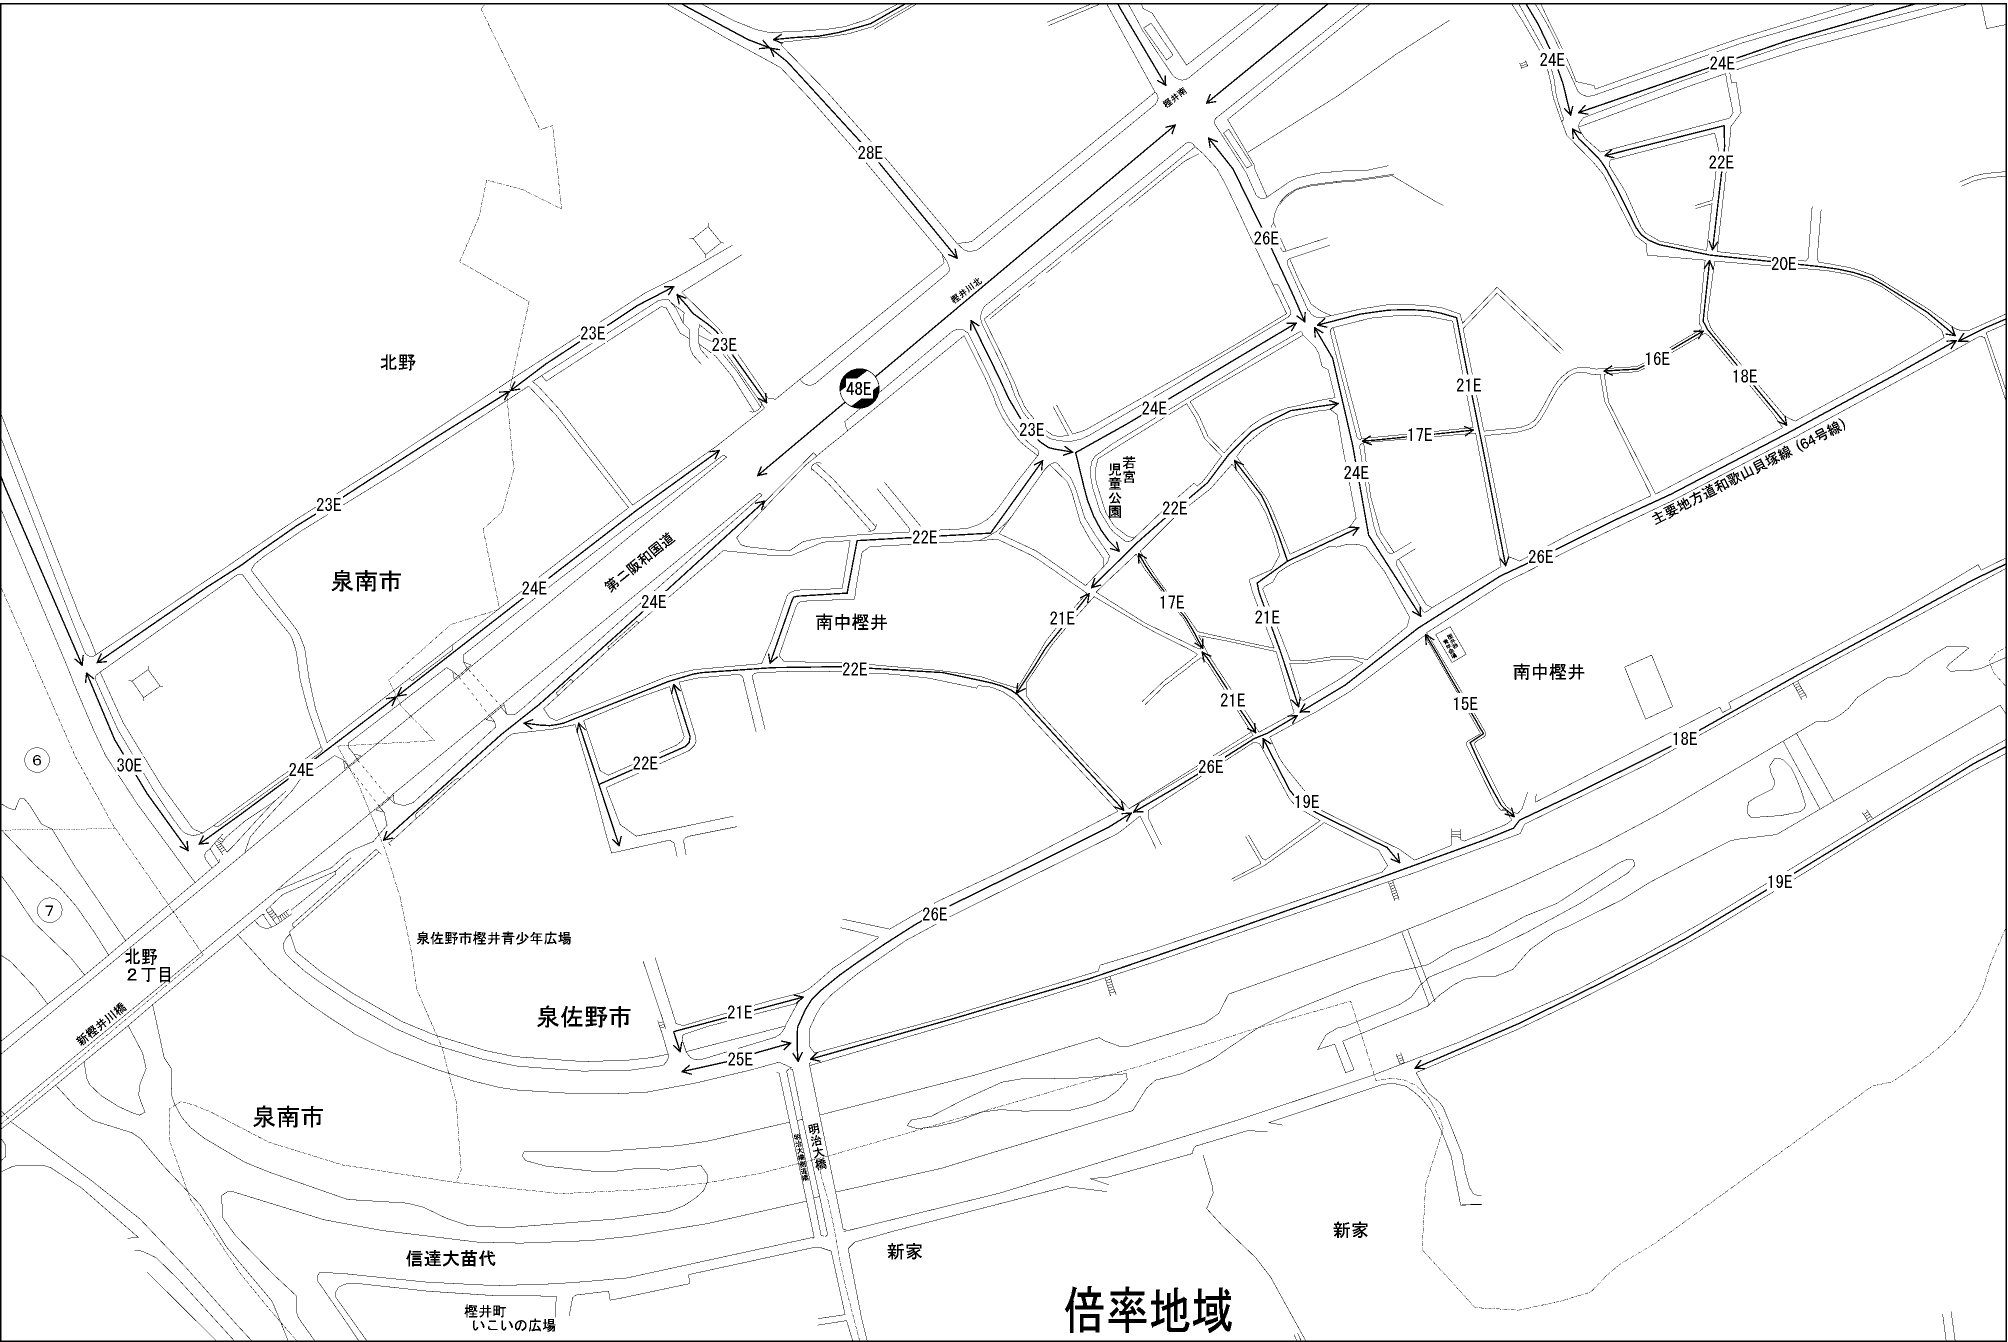 24E
24E
樫井南
28E
22E
26E
20E
樫井川北
23E
23E
北野
48E
16E
18E
21E
24E
23E
17E
主要地方道和歌山貝塚線 (64号線)
若宮
児童公園
24E
23E
22E
22E
第二阪和国道
26E
泉南市
24E
24E
17E
21E
21E
南中樫井
22E
南中樫井
21E
15E
18E
6
30E
24E
22E
26E
19E
19E
7
26E
泉佐野市樫井青少年広場
北野
2丁目
新樫井川橋
泉佐野市
21E
25E
泉南市
明治大橋
新家
新家
信達大苗代
樫井町
いこいの広場
倍率地域